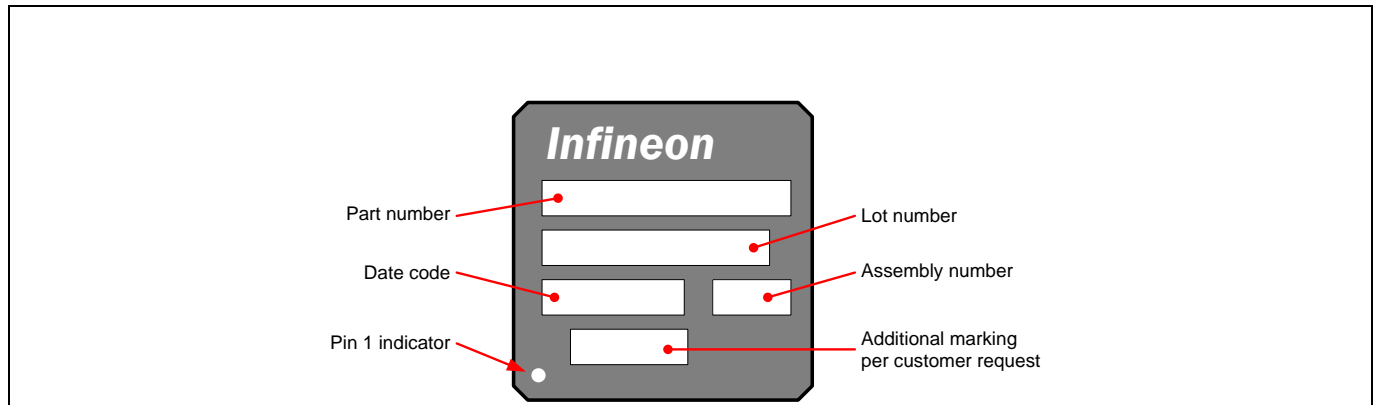 Infineon
Part number
Lot number
Date code
Assembly number
Pin 1 indicator
Additional marking
per customer request